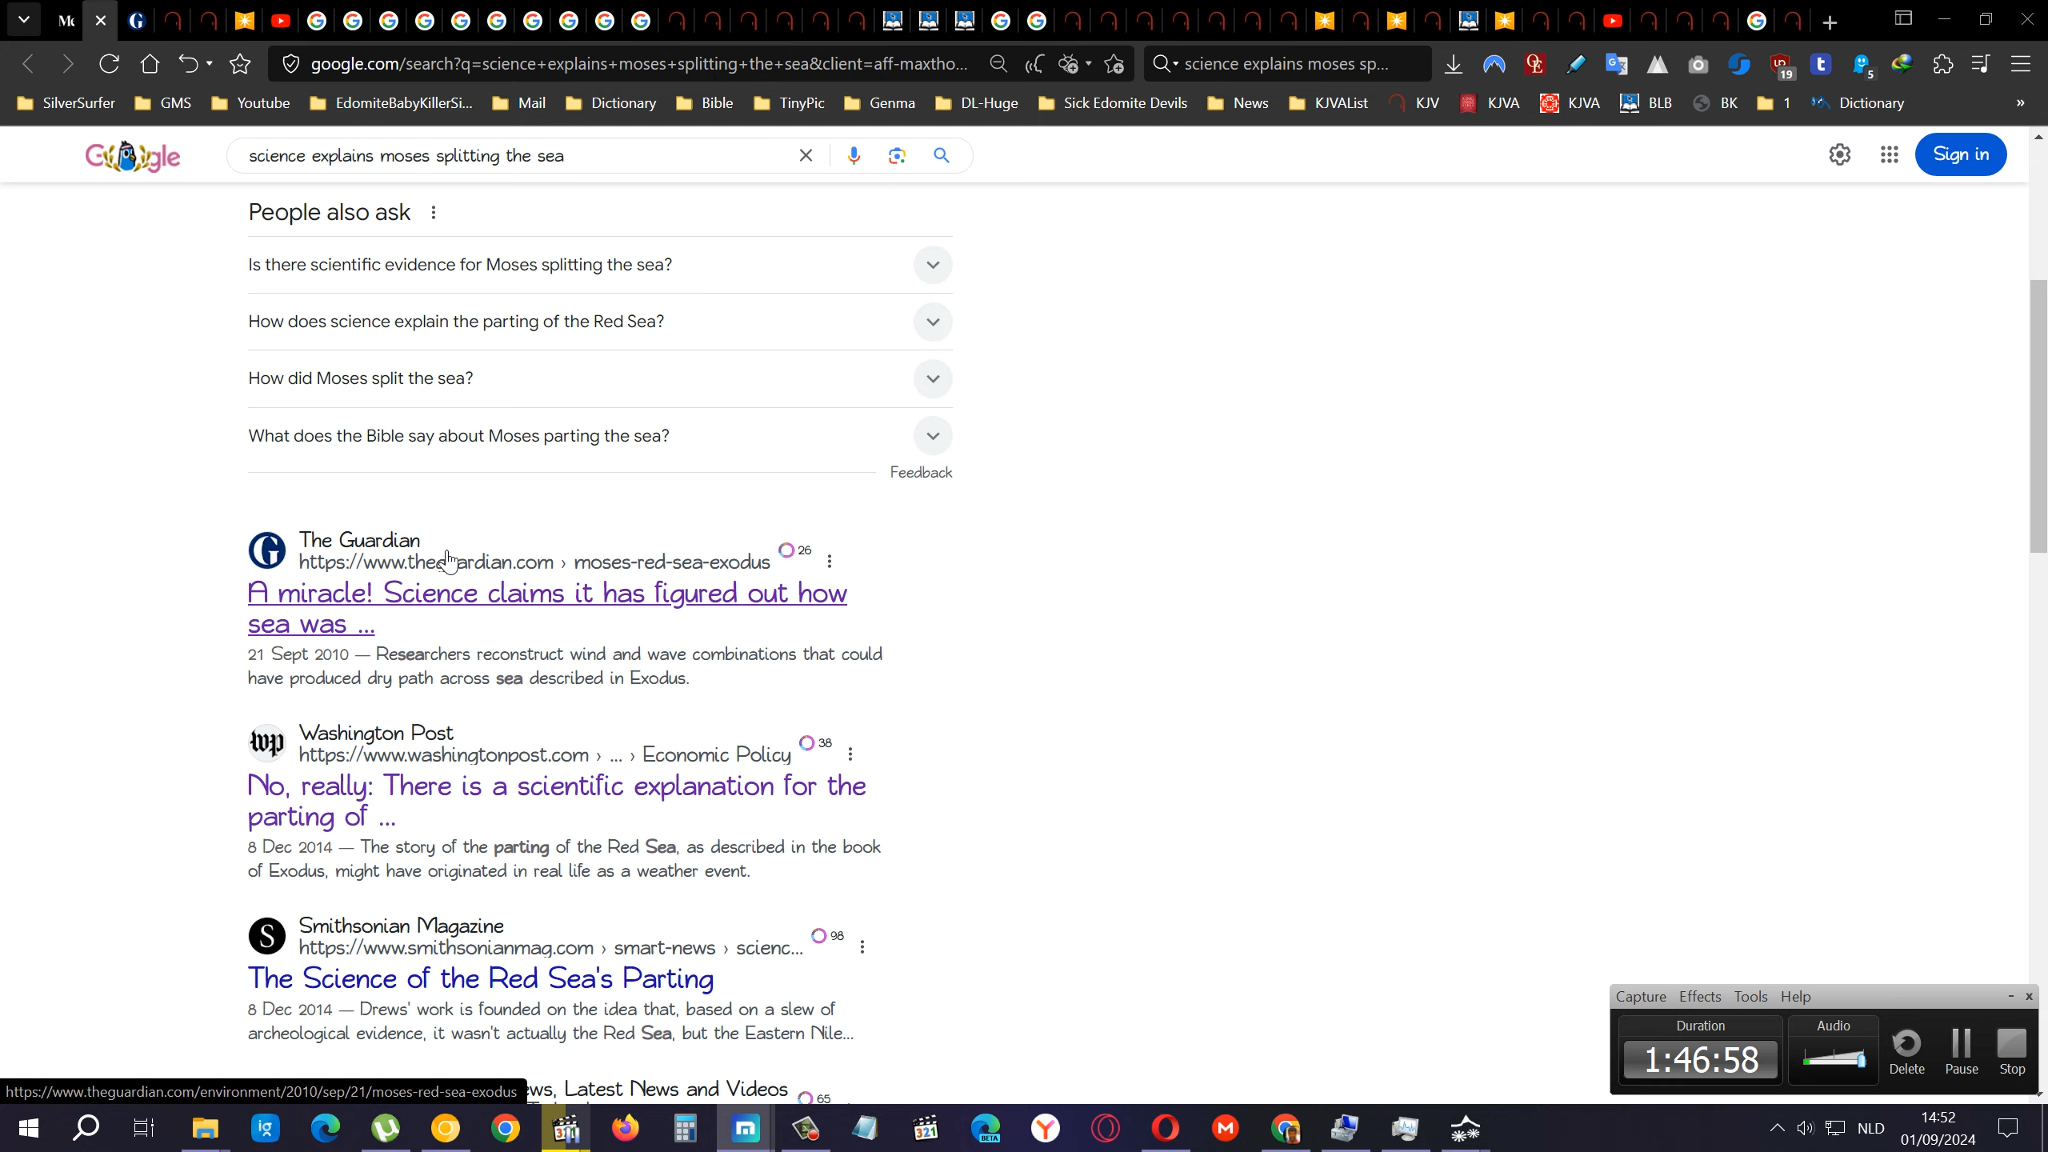 google.com/search?q=science+explains+moses+splitting+the+sea&client=aff-maxtho...
science explains moses sp...
19
5
SilverSurfer
GMS
Youtube
EdomiteBabyKillerSi...
Mail
Dictionary
Bible
TinyPic
Genma
DL-Huge
Sick Edomite Devils
News
KJVAList
KJV
KJVA
KJVA
BLB
BK
1
Dictionary
»
science explains moses splitting the sea
Sign in
People also ask
Is there scientific evidence for Moses splitting the sea?
How does science explain the parting of the Red Sea?
How did Moses split the sea?
What does the Bible say about Moses parting the sea?
Feedback
The Guardian
https://www.theguardian.com › moses-red-sea-exodus
26
A miracle! Science claims it has figured out how
sea was ...
21 Sept 2010 — Researchers reconstruct wind and wave combinations that could
have produced dry path across sea described in Exodus.
Washington Post
https://www.washingtonpost.com › ... › Economic Policy
38
No, really: There is a scientific explanation for the
parting of ...
8 Dec 2014 — The story of the parting of the Red Sea, as described in the book
of Exodus, might have originated in real life as a weather event.
Smithsonian Magazine
https://www.smithsonianmag.com › smart-news › scienc...
98
The Science of the Red Sea's Parting
8 Dec 2014 — Drews' work is founded on the idea that, based on a slew of
archeological evidence, it wasn't actually the Red Sea, but the Eastern Nile...
ews, Latest News and Videos
65
https://www.theguardian.com/environment/2010/sep/21/moses-red-sea-exodus
Capture Effects Tools Help
Duration
Audio
1:46:58
Delete
Pause
Stop
NLD
14:52
01/09/2024